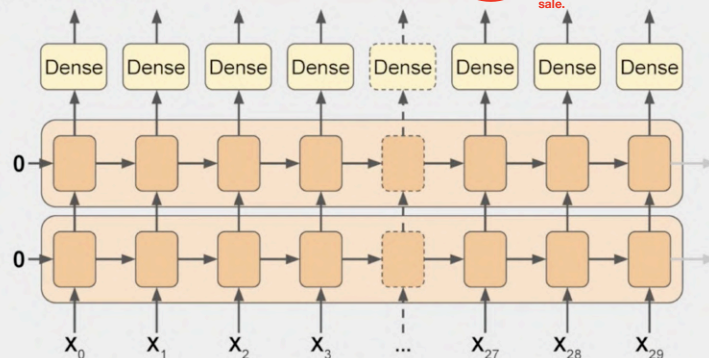 sale.
Dense Dense Dense Dense Dense Dense Dense Dense
0
0
X0 X1 X2 X3 ... X27 X28 X29